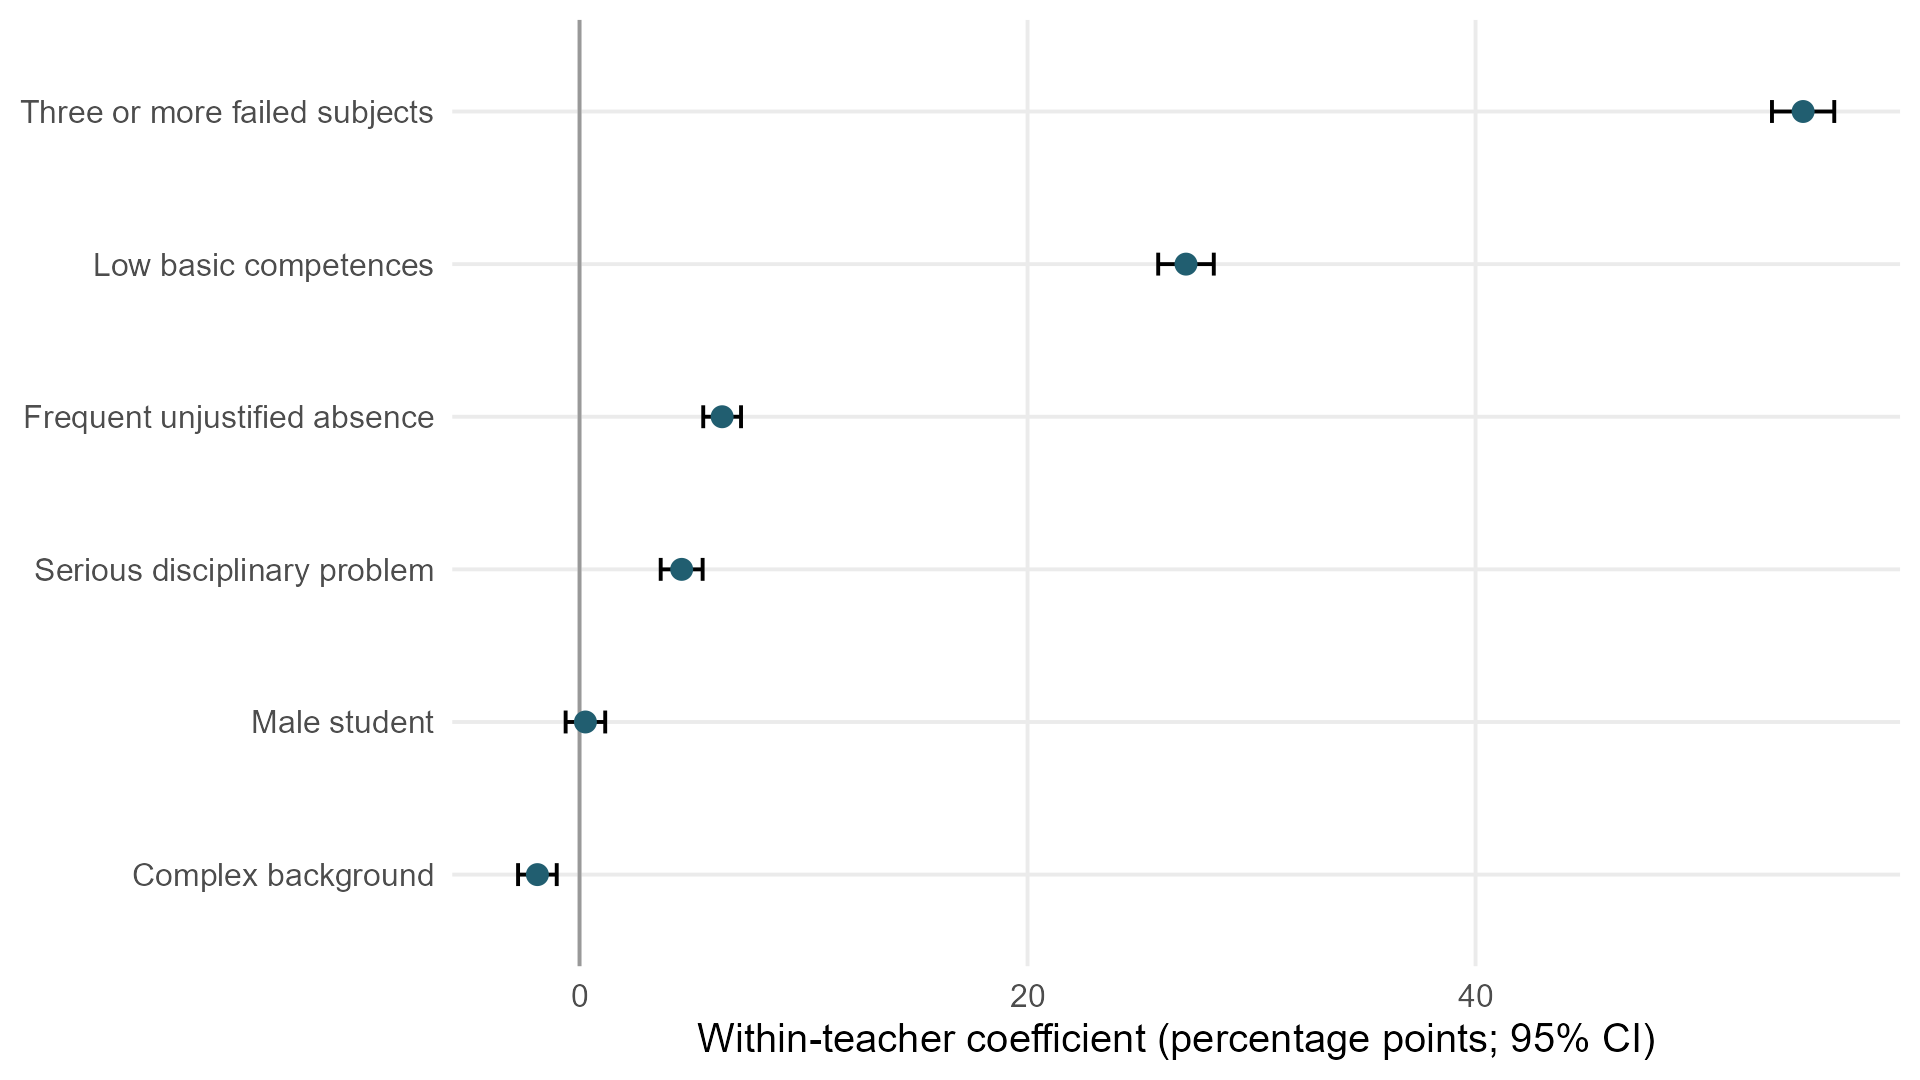 Three or more failed subjects
Low basic competences
Frequent unjustified absence
Serious disciplinary problem
Male student
Complex background
0 20 40
Within-teacher coefficient (percentage points; 95% CI)